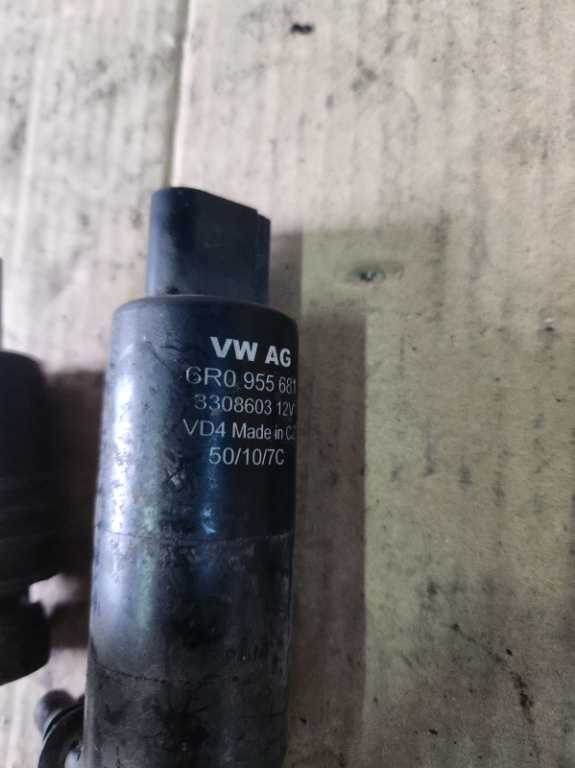 VW AG
6R0 955 681
3308603 12V
VD4 Made in CZ
50/10/7C